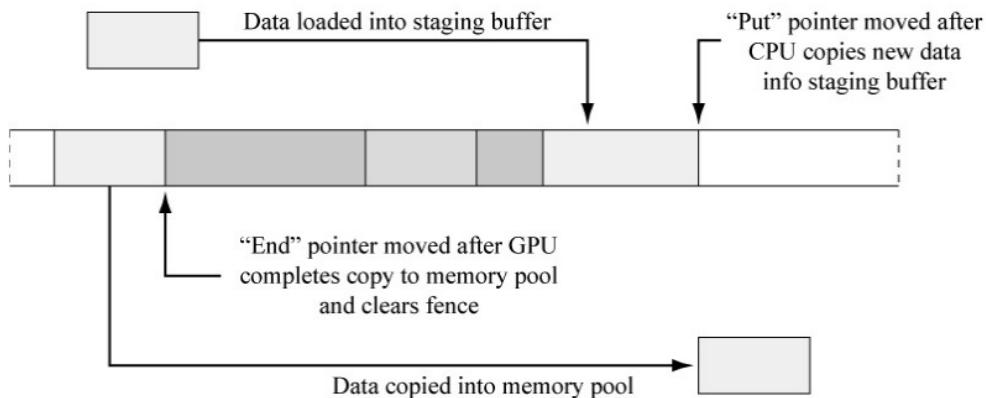 Data loaded into staging buffer
“Put” pointer moved after
CPU copies new data
info staging buffer
“End” pointer moved after GPU
completes copy to memory pool
and clears fence
Data copied into memory pool